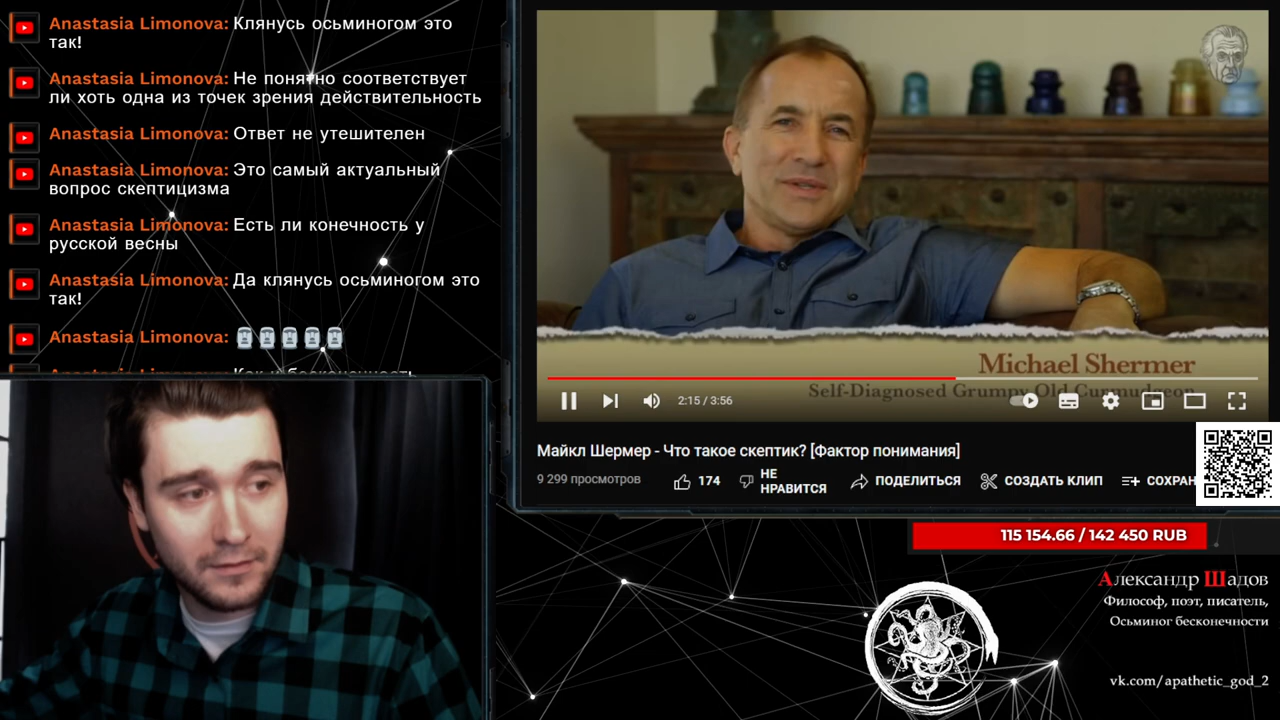 Anastasia Limonova: Клянусь осьминогом это
так!
Anastasia Limonova: Не понятно соответствует
ли хоть одна из точек зрения действительность
Anastasia Limonova: Ответ не утешителен
Anastasia Limonova: Это самый актуальный
вопрос скептицизма
Anastasia Limonova: Есть ли конечность у
русской весны
Anastasia Limonova: Да клянусь осьминогом это
так!
Anastasia Limonova:
Michael Shermer
Self-Diagnosed Grumpy Old Curmudgeon
2:15 / 3:56
Майкл Шермер - Что такое скептик? [Фактор понимания]
9 299 просмотров
174
НЕ
НРАВИТСЯ
ПОДЕЛИТЬСЯ
СОЗДАТЬ КЛИП
СОХРАН
115 154.66 / 142 450 RUB
Александр Шадов
Философ, поэт, писатель,
Осьминог бесконечности
vk.com/apathetic_god_2